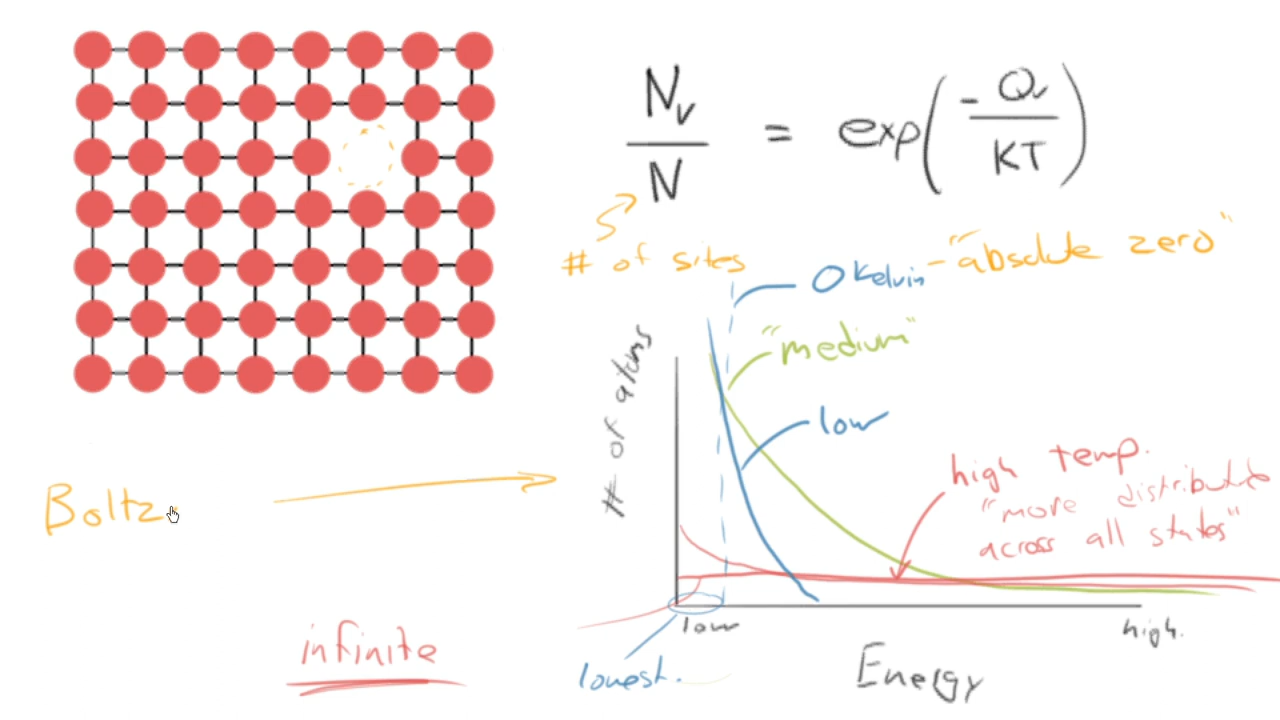 Nv
N
= exp(-Qv
KT)
# of sites
0 Kelvin - "absolute zero"
"medium"
low
# of atoms
high temp.
"more distributed
across all states"
Boltz.
low
high.
infinite
lowest.
Energy